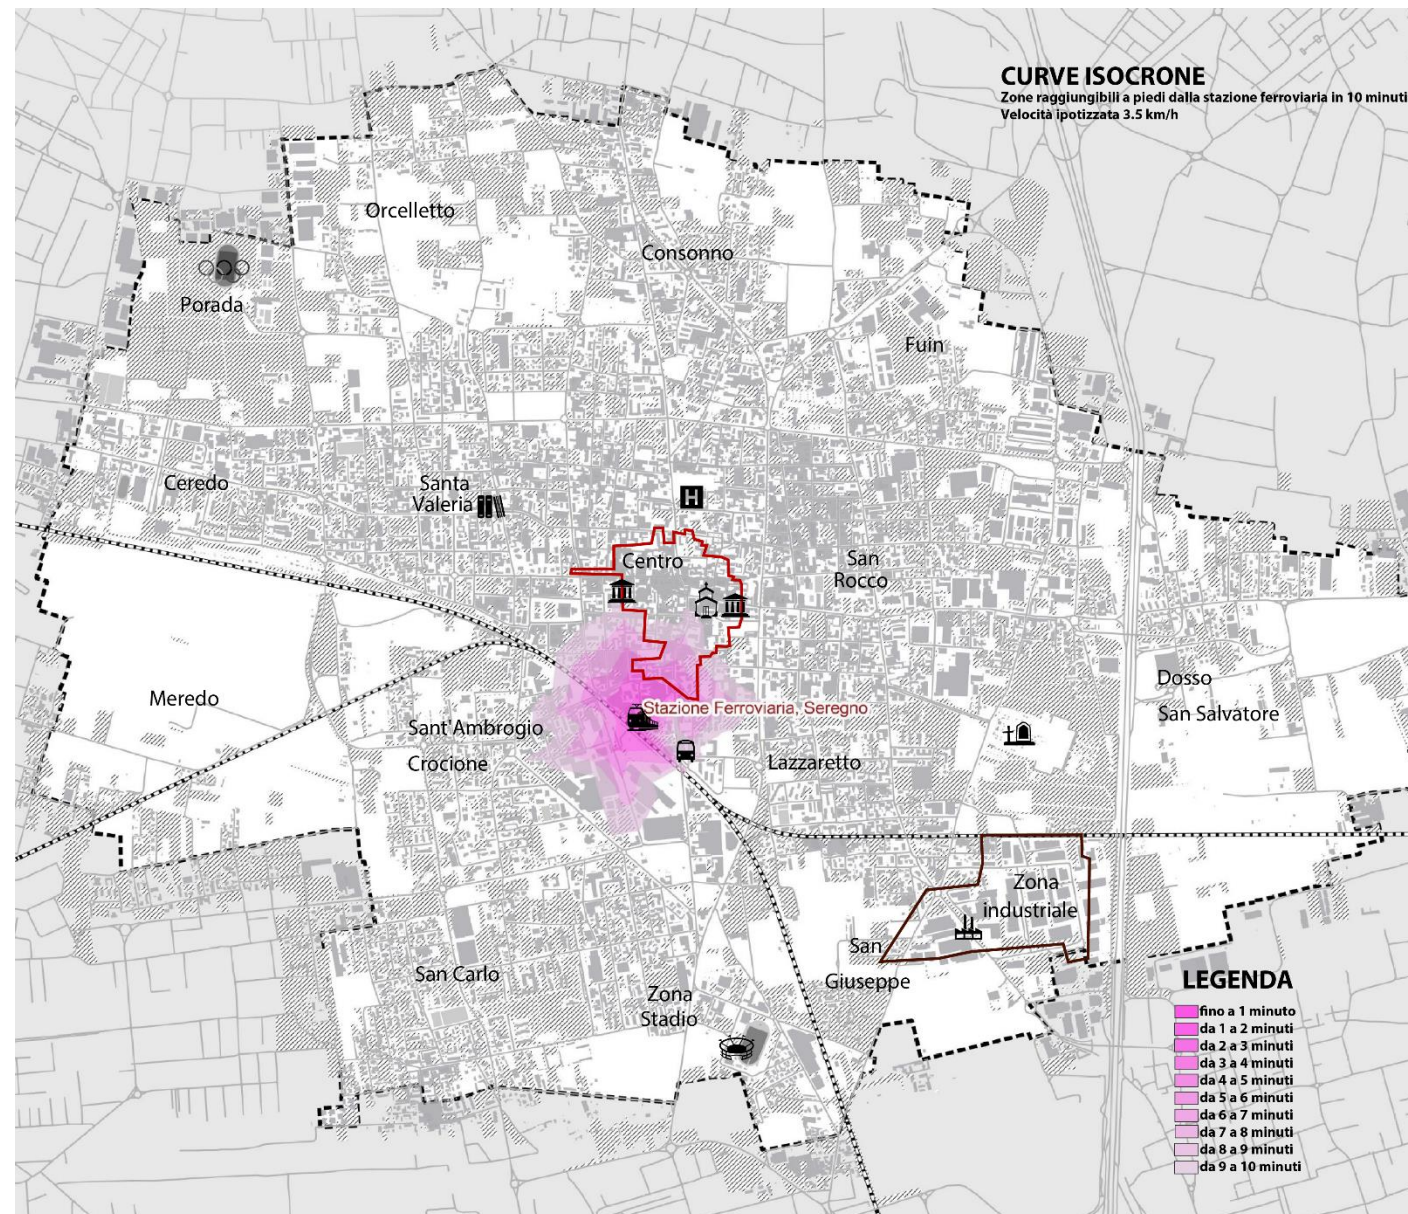 CURVE ISOCRONE
Zone raggiungibili a piedi dalla stazione ferroviaria in 10 minuti
Velocità ipotizzata 3.5 km/h
Orcelletto
Consonno
Porada
Fuin
Ceredo
Santa
Valeria
H
Centro
San
Rocco
Meredo
Dosso
San Salvatore
Stazione Ferroviaria, Seregno
Sant'Ambrogio
Crocione
Lazzaretto
Zona
industriale
San
Giuseppe
San Carlo
Zona
Stadio
LEGENDA
fino a 1 minuto
da 1 a 2 minuti
da 2 a 3 minuti
da 3 a 4 minuti
da 4 a 5 minuti
da 5 a 6 minuti
da 6 a 7 minuti
da 7 a 8 minuti
da 8 a 9 minuti
da 9 a 10 minuti